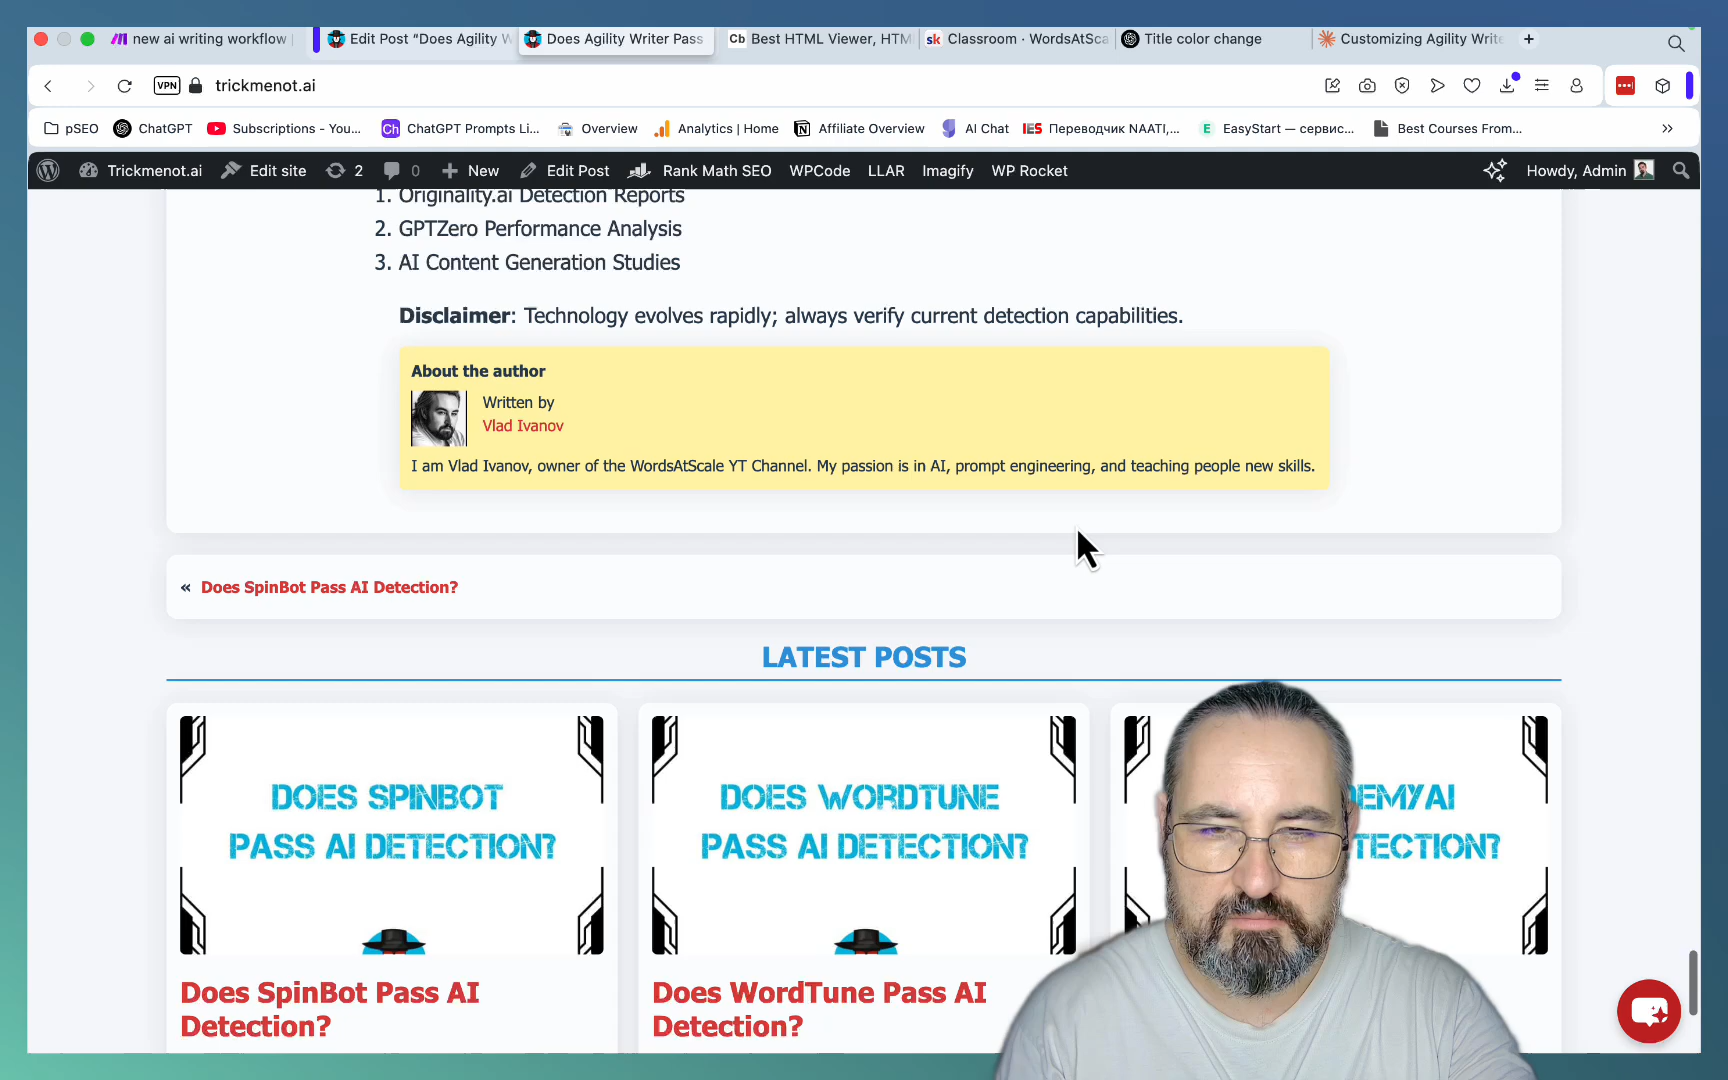 new ai writing workflow
Edit Post "Does Agility W
Does Agility Writer Pass
Cb Best HTML Viewer, HTM
sk Classroom · WordsAtSca
Title color change
Customizing Agility Write
VPN trickmenot.ai
pSEO
ChatGPT
Subscriptions - You...
Ch ChatGPT Prompts Li...
Overview
Analytics | Home
Affiliate Overview
AI Chat
IES Переводчик NAATI,...
E EasyStart — сервис...
Best Courses From...
Trickmenot.ai
Edit site
2
0
New
Edit Post
Rank Math SEO
WPCode
LLAR
Imagify
WP Rocket
Howdy, Admin
1. Originality.ai Detection Reports
2. GPTZero Performance Analysis
3. AI Content Generation Studies
Disclaimer: Technology evolves rapidly; always verify current detection capabilities.
About the author
Written by
Vlad Ivanov
I am Vlad Ivanov, owner of the WordsAtScale YT Channel. My passion is in AI, prompt engineering, and teaching people new skills.
« Does SpinBot Pass AI Detection?
LATEST POSTS
DOES SPINBOT
PASS AI DETECTION?
DOES WORDTUNE
PASS AI DETECTION?
Does SpinBot Pass AI
Detection?
Does WordTune Pass AI
Detection?